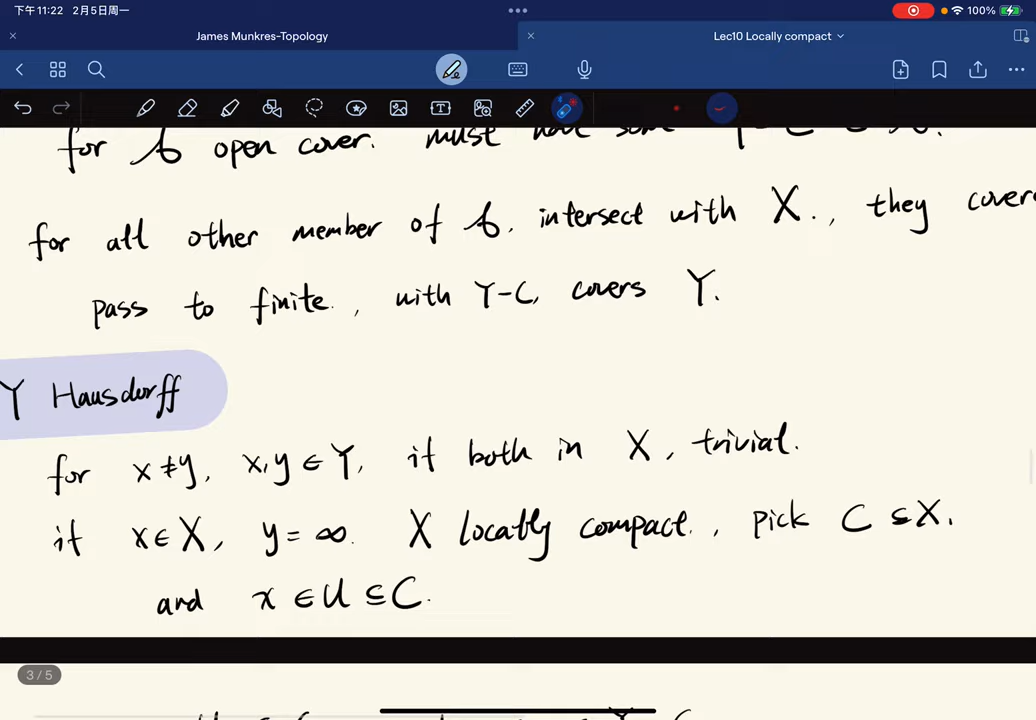 下午11:22 2月5日周一
100%
James Munkres-Topology
Lec10 Locally compact
for 𝒜 open cover. must have some
for all other member of 𝒜, intersect with X., they cover
pass to finite., with Y-C, covers Y.
Y Hausdorff
for x≠y, x,y ∈ Y, if both in X, trivial.
if x∈X, y=∞. X locally compact., pick C⊆X.
and x∈U⊆C.
3 / 5